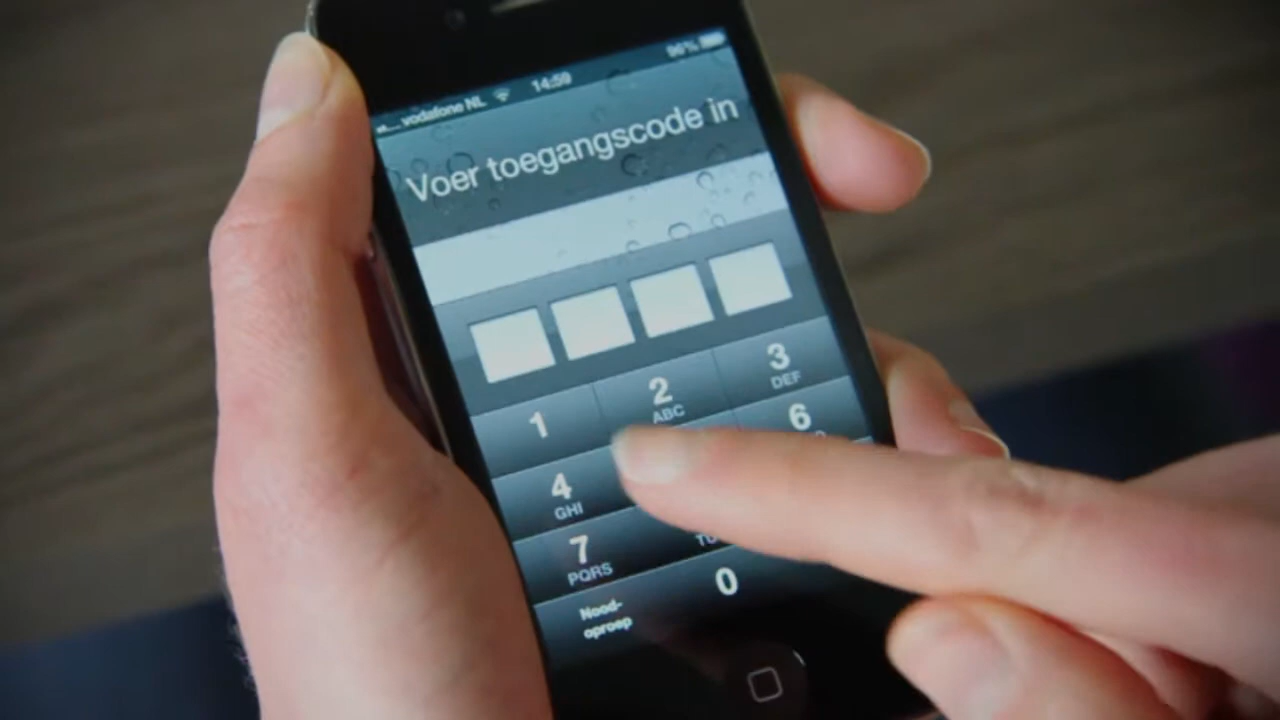 vodafone NL 14:59 96%
Voer toegangscode in
1
2
ABC
3
DEF
4
GHI
6
7
PQRS
0
Nood-
oproep